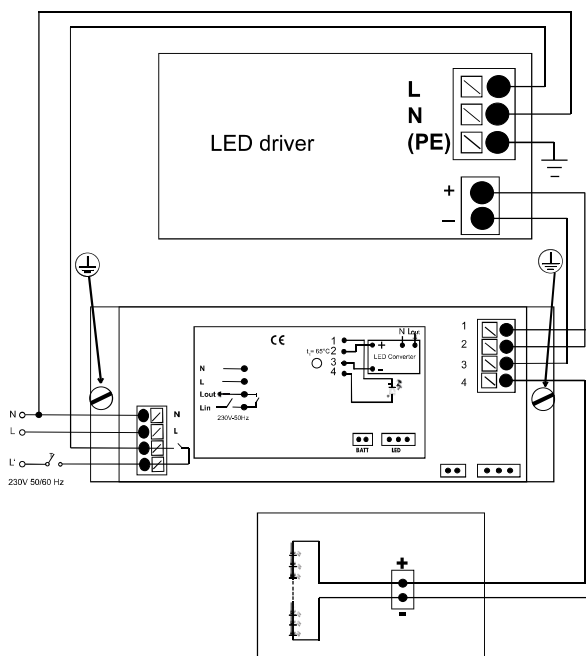 L
N
(PE)
LED driver
+
–
1
2
3
4
CE
t = 65°C
1
2
3
4
N Lout
+
LED Converter
-
N
L
Lout
Lin
230V-50Hz
BATT
LED
N
L
N
L
L'
230V 50/60 Hz
+
-